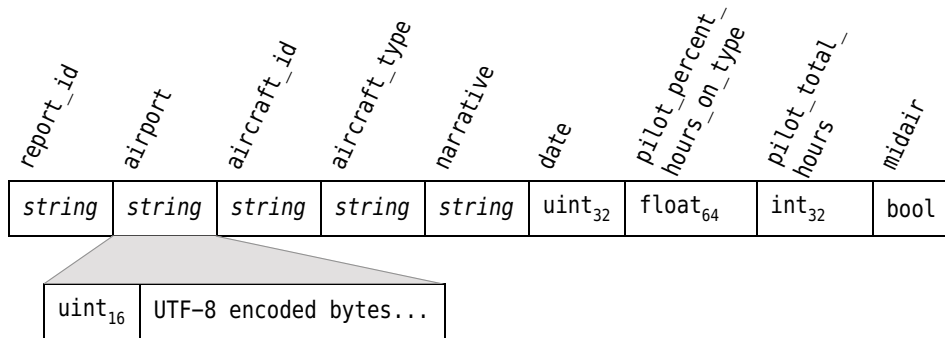 report_id
airport
aircraft_id
aircraft_type
narrative
date
pilot_percent_
hours_on_type
pilot_total_
hours
midair
string string string string string uint32 float64 int32 bool
uint16 UTF−8 encoded bytes...